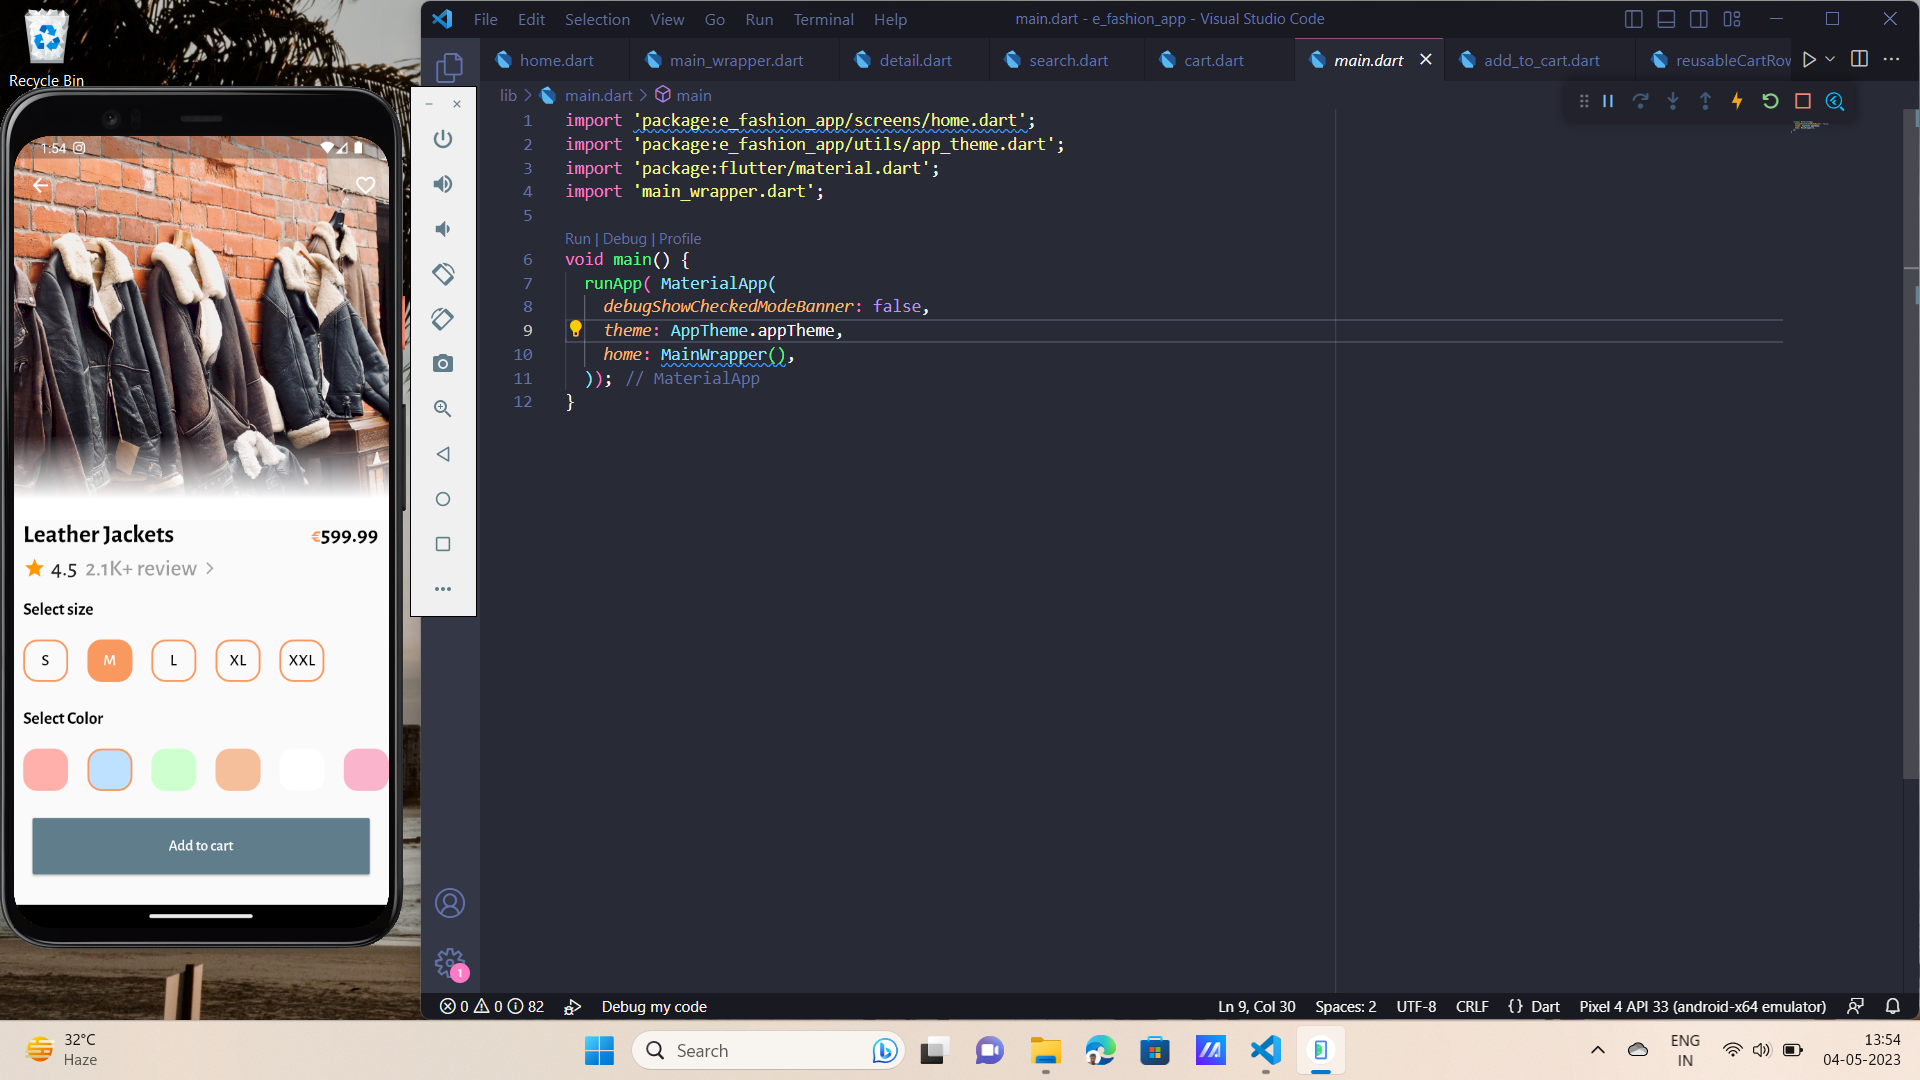 Recycle Bin
1:54
Leather Jackets
€599.99
4.5 2.1K+ review
Select size
S M L XL XXL
Select Color
Add to cart
File Edit Selection View Go Run Terminal Help
main.dart - e_fashion_app - Visual Studio Code
home.dart main_wrapper.dart detail.dart search.dart cart.dart main.dart add_to_cart.dart reusableCartRow
lib > main.dart > main
1 import 'package:e_fashion_app/screens/home.dart';
2 import 'package:e_fashion_app/utils/app_theme.dart';
3 import 'package:flutter/material.dart';
4 import 'main_wrapper.dart';
5
Run | Debug | Profile
6 void main() {
7 runApp( MaterialApp(
8 debugShowCheckedModeBanner: false,
9 theme: AppTheme.appTheme,
10 home: MainWrapper(),
11 )); // MaterialApp
12 }
1
0 0 82 Debug my code
Ln 9, Col 30 Spaces: 2 UTF-8 CRLF {} Dart Pixel 4 API 33 (android-x64 emulator)
32°C
Haze
Search
ENG
IN
13:54
04-05-2023